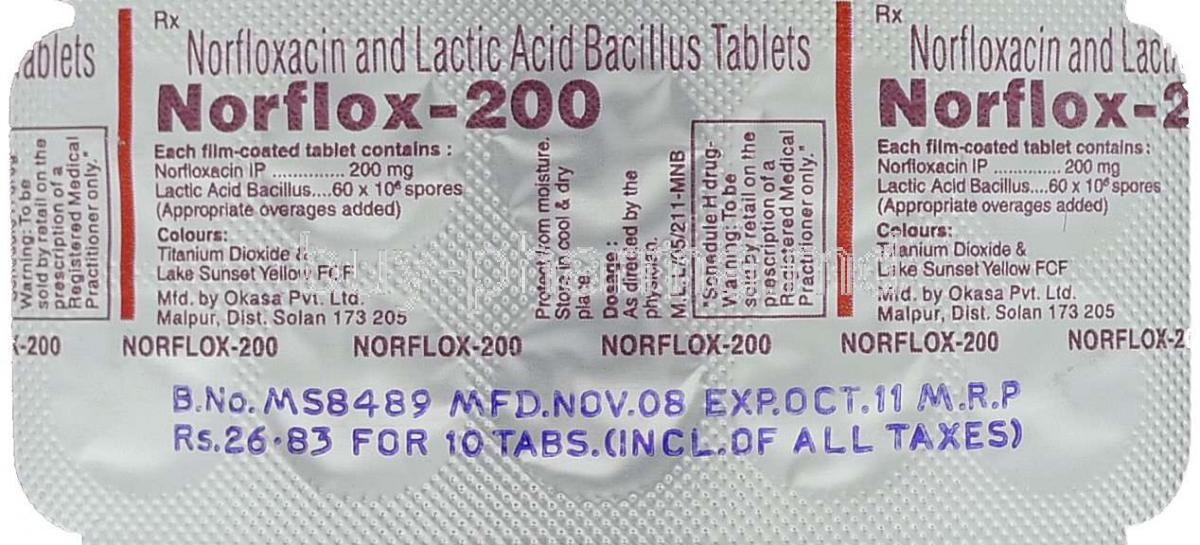 ablets
sold by retail on the
prescription of a
Registered Medical
Practitioner only."
Warning: To be
Rx
Norfloxacin and Lactic Acid Bacillus Tablets
Norflox-200
Each film-coated tablet contains :
Norfloxacin IP .............. 200 mg
Lactic Acid Bacillus....60 x 10⁶ spores
(Appropriate overages added)
Colours:
Titanium Dioxide &
Lake Sunset Yellow FCF
Mfd. by Okasa Pvt. Ltd.
Malpur, Dist. Solan 173 205
Protect from moisture.
Store in cool & dry
place.
Dosage :
As directed by the
physician.
M.L. 05/211-MNB
"Schedule H drug-
Warning: To be
sold by retail on the
prescription of a
Registered Medical
Practitioner only."
Rx
Norfloxacin and Lact
Norflox-2
Each film-coated tablet contains :
Norfloxacin IP .............. 200 mg
Lactic Acid Bacillus....60 x 10⁶ spores
(Appropriate overages added)
Colours:
Titanium Dioxide &
Lake Sunset Yellow FCF
Mfd. by Okasa Pvt. Ltd.
Malpur, Dist. Solan 173 205
buy-pharma.md
X-200 NORFLOX-200 NORFLOX-200 NORFLOX-200 NORFLOX-200 NORFLOX-2
B.No. MS8489 MFD.NOV.08 EXP.OCT.11 M.R.P
Rs.26.83 FOR 10 TABS.(INCL.OF ALL TAXES)